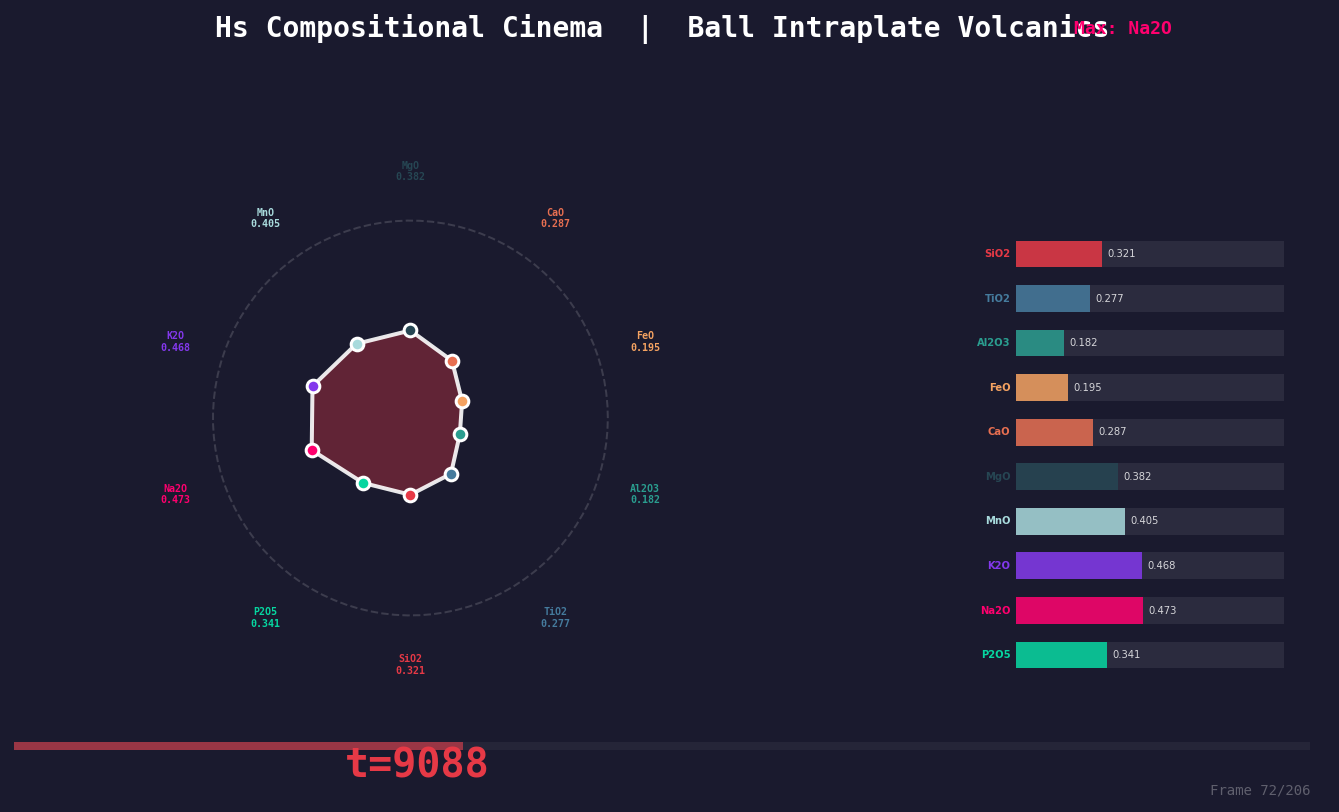 Hs Compositional Cinema | Ball Intraplate Volcanics
Max: Na2O
MgO
0.382
MnO
0.405
CaO
0.287
K2O
0.468
FeO
0.195
Na2O
0.473
Al2O3
0.182
P2O5
0.341
TiO2
0.277
SiO2
0.321
SiO2 0.321
TiO2 0.277
Al2O3 0.182
FeO 0.195
CaO 0.287
MgO 0.382
MnO 0.405
K2O 0.468
Na2O 0.473
P2O5 0.341
t=9088
Frame 72/206